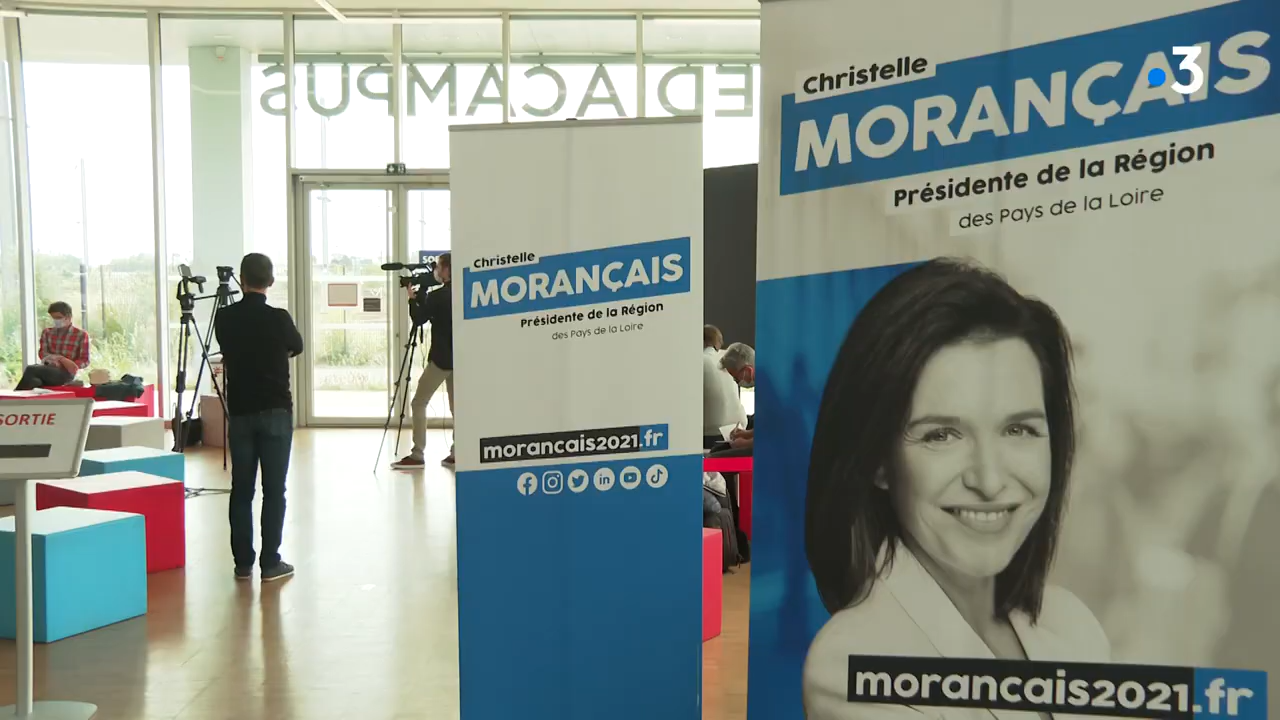 MEDIACAMPUS
Christelle
MORANÇAIS
Présidente de la Région
des Pays de la Loire
morancais2021.fr
Christelle
MORANÇAIS
Présidente de la Région
des Pays de la Loire
morancais2021.fr
3
SORTIE